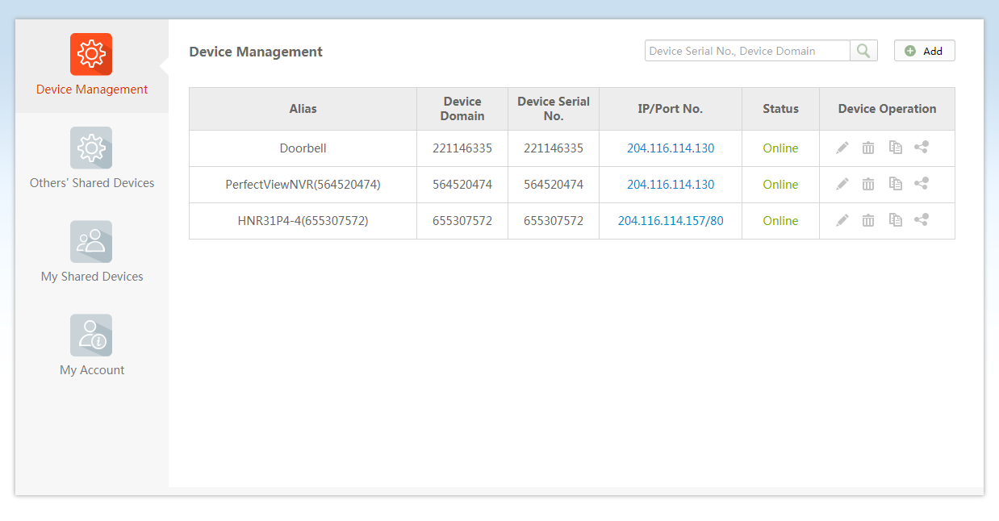 Device Management
Others' Shared Devices
My Shared Devices
My Account
Device Management
Device Serial No., Device Domain
Add
Alias Device Domain Device Serial No. IP/Port No. Status Device Operation
Doorbell 221146335 221146335 204.116.114.130 Online
PerfectViewNVR(564520474) 564520474 564520474 204.116.114.130 Online
HNR31P4-4(655307572) 655307572 655307572 204.116.114.157/80 Online